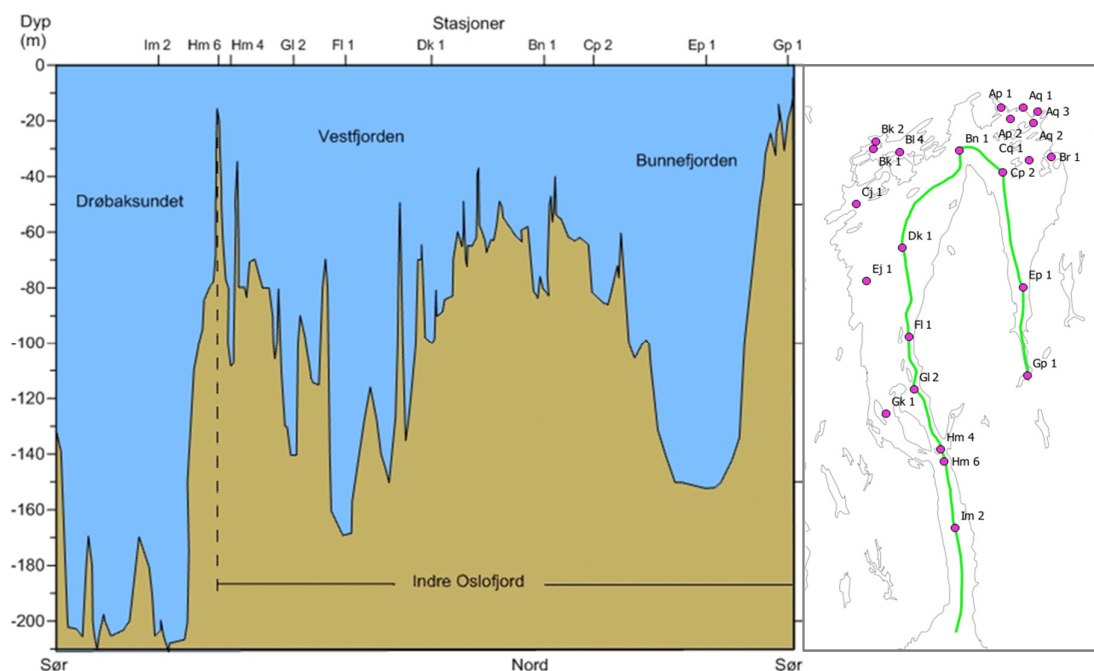 Dyp
(m)
Stasjoner
Im 2 Hm 6 Hm 4 Gl 2 Fl 1 Dk 1 Bn 1 Cp 2 Ep 1 Gp 1
0
-20
-40
-60
-80
-100
-120
-140
-160
-180
-200
Vestfjorden
Bunnefjorden
Drøbaksundet
Indre Oslofjord
Sør Nord Sør
Ap 1 Aq 1
Aq 3
Bk 2 Ap 2
Bl 4 Bn 1 Aq 2
Bk 1 Cq 1 Br 1
Cp 2
Cj 1
Dk 1
Ej 1 Ep 1
Fl 1
Gl 2 Gp 1
Gk 1
Hm 4
Hm 6
Im 2